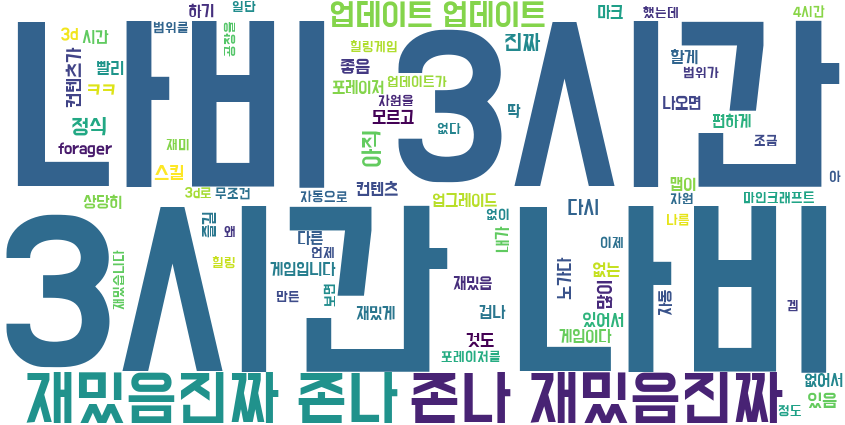 하기 일단 업데이트 업데이트 마크 했는데 4시간
3d 시간 범위를 공장을 힐링게임 진짜 할게
컨텐츠가 빨리 좋음 범위가
ㅋㅋ 포레이저 업데이트가
나비 3시간
자원을 나오면
정식 모르고 딱 편하게
forager 재미 아직 없다 조금
스킬 맵이 아
상당히 3d로 무조건 자동으로 컨텐츠 업그레이드 자원 마인크래프트
3시간 나비
즐길 왜 다른 없이 다시 나름
언제 내가 이제
재밌습니다 힐링 게임입니다 노가다 없는
만든 보면 재밌음 많이 자동
재밌게 겁나 있어서 겜
것도 게임이다
포레이저를
재밌음진짜 존나 존나 재밌음진짜
없어서
정도 있음